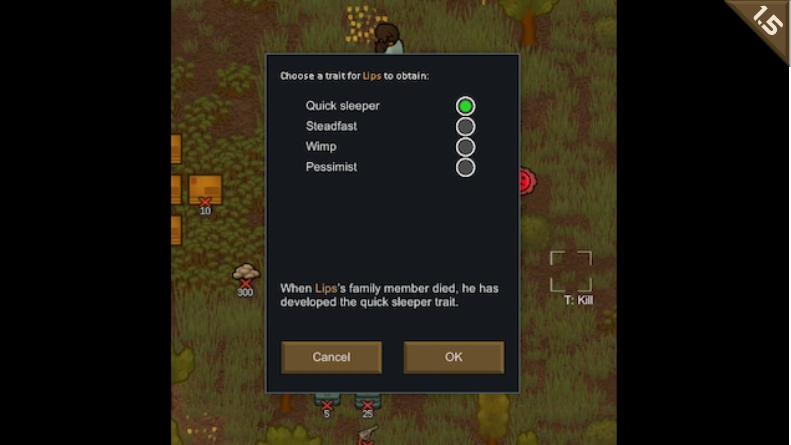 1.5
Choose a trait for Lips to obtain:
Quick sleeper
Steadfast
Wimp
Pessimist
10
300
T: Kill
When Lips's family member died, he has
developed the quick sleeper trait.
Cancel
OK
5
25